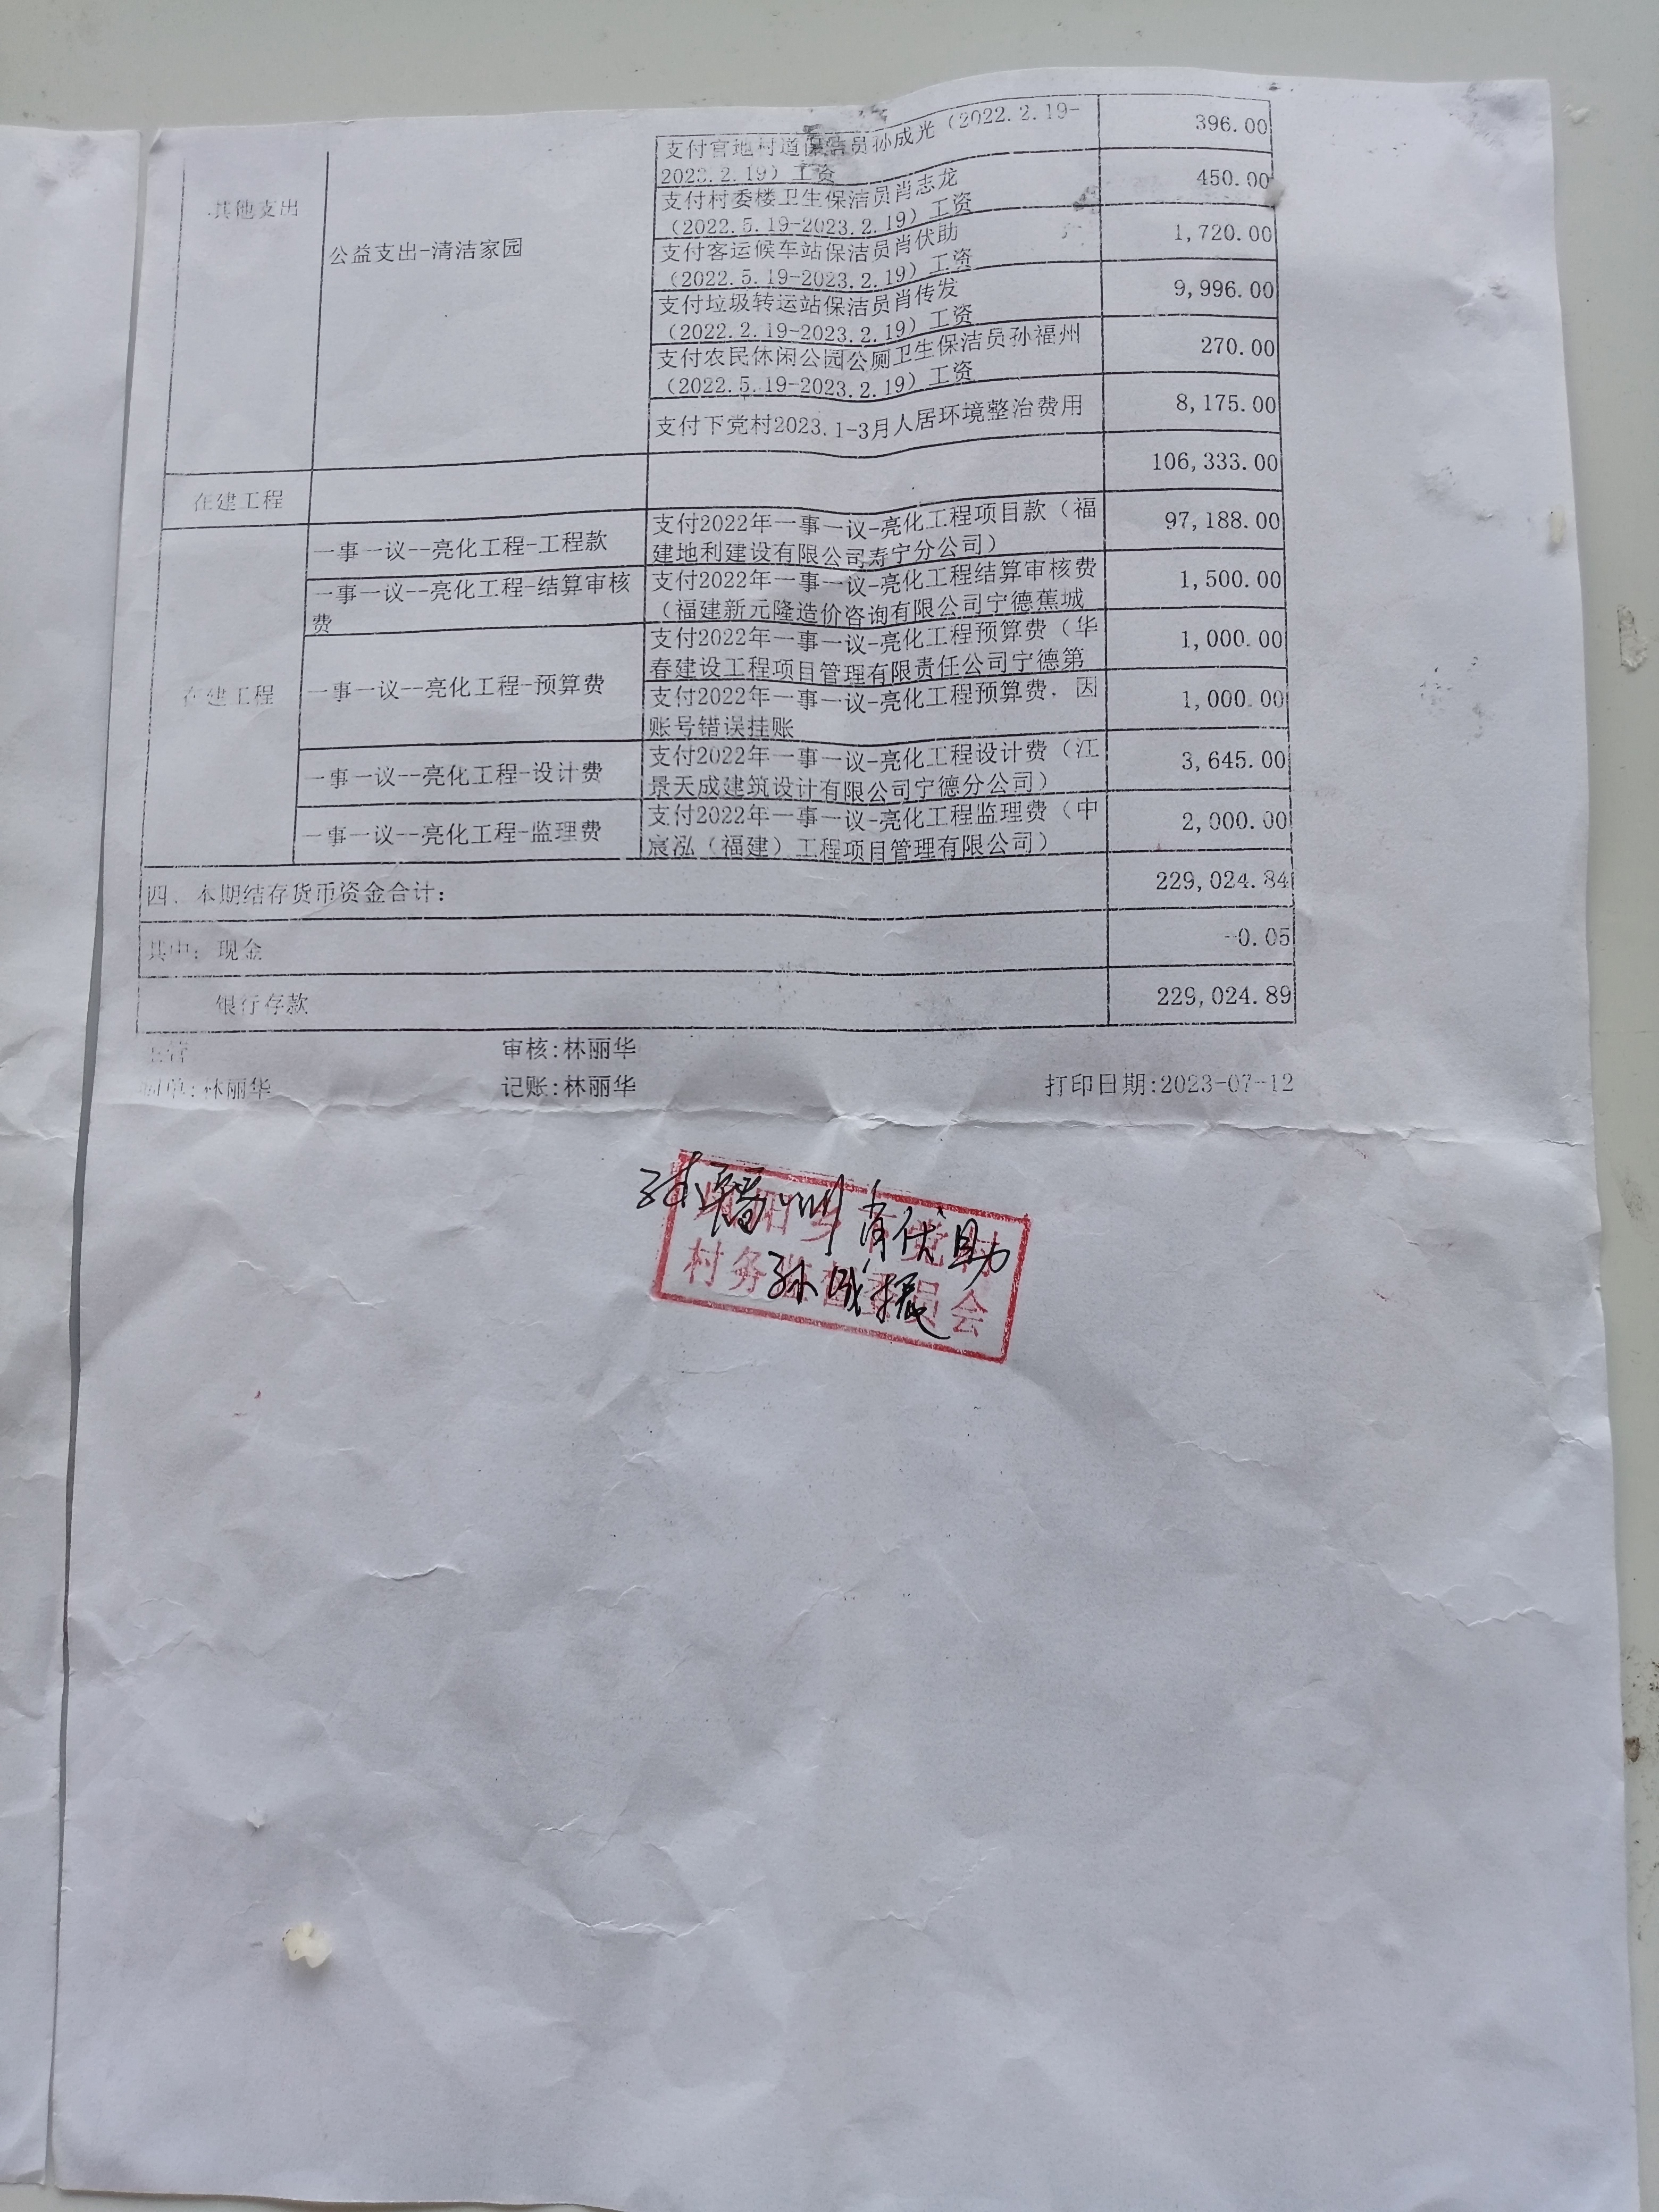 支付官地村道保洁员孙成光（2022.2.19-
396.00
2023.2.19）工资
其他支出
公益支出-清洁家园
支付村委楼卫生保洁员肖志龙
450.00
（2022.5.19-2023.2.19）工资
支付客运候车站保洁员肖伏助
1,720.00
（2022.5.19-2023.2.19）工资
支付垃圾转运站保洁员肖传发
9,996.00
（2022.2.19-2023.2.19）工资
支付农民休闲公园公厕卫生保洁员孙福州
270.00
（2022.5.19-2023.2.19）工资
支付下党村2023.1-3月人居环境整治费用
8,175.00
在建工程
106,333.00
在建工程
一事一议--亮化工程-工程款
支付2022年一事一议-亮化工程项目款（福
建地利建设有限公司寿宁分公司）
97,188.00
一事一议--亮化工程-结算审核
费
支付2022年一事一议-亮化工程结算审核费
（福建新元隆造价咨询有限公司宁德蕉城
1,500.00
一事一议--亮化工程-预算费
支付2022年一事一议-亮化工程预算费（华
春建设工程项目管理有限责任公司宁德第
1,000.00
支付2022年一事一议-亮化工程预算费.因
账号错误挂账
1,000.00
一事一议--亮化工程-设计费
支付2022年一事一议-亮化工程设计费（江
景天成建筑设计有限公司宁德分公司）
3,645.00
一事一议--亮化工程-监理费
支付2022年一事一议-亮化工程监理费（中
宸泓（福建）工程项目管理有限公司）
2,000.00
四、本期结存货币资金合计：
229,024.84
其中：现金
-0.05
银行存款
229,024.89
主管
审核:林丽华
制单:林丽华
记账:林丽华
打印日期:2023-07-12
孙福州 肖伏助
孙成振
党村
村务监督委员会